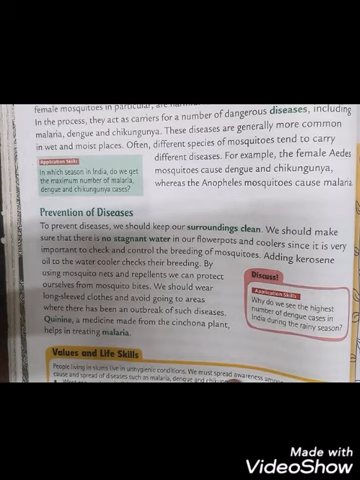 female mosquitoes in particular, are
In the process, they act as carriers for a number of dangerous diseases, including
malaria, dengue and chikungunya. These diseases are generally more common
in wet and moist places. Often, different species of mosquitoes tend to carry
different diseases. For example, the female Aedes
mosquitoes cause dengue and chikungunya,
whereas the Anopheles mosquitoes cause malaria
Application Skills
In which season in India, do we get
the maximum number of malaria,
dengue and chikungunya cases?
Prevention of Diseases
To prevent diseases, we should keep our surroundings clean. We should make
sure that there is no stagnant water in our flowerpots and coolers since it is very
important to check and control the breeding of mosquitoes. Adding kerosene
oil to the water cooler checks their breeding. By
using mosquito nets and repellents we can protect
ourselves from mosquito bites. We should wear
long-sleeved clothes and avoid going to areas
where there has been an outbreak of such diseases.
Quinine, a medicine made from the cinchona plant,
helps in treating malaria.
Discuss!
Application Skills
Why do we see the highest
number of dengue cases in
India during the rainy season?
Values and Life Skills
People living in slums live in unhygienic conditions. We must spread awareness among
cause and spread of diseases such as malaria, dengue and
Made with
VideoShow